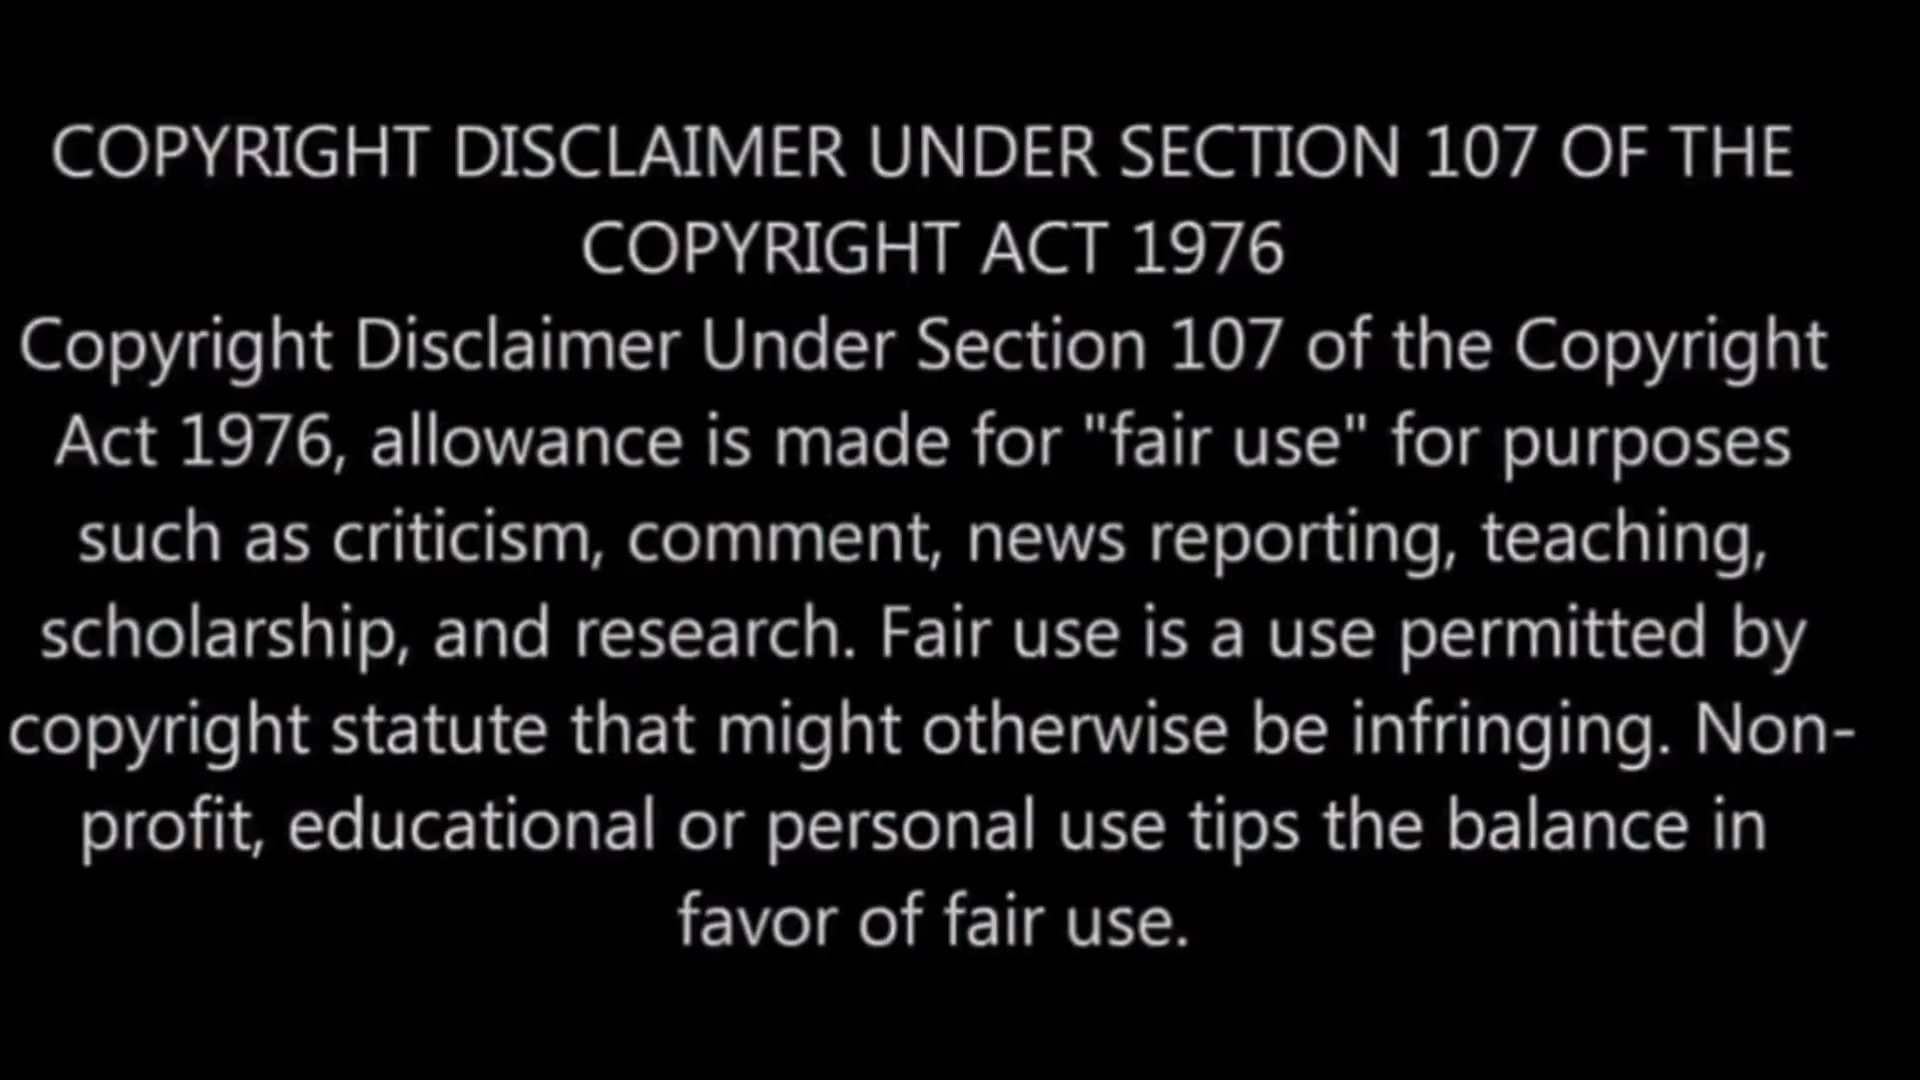 COPYRIGHT DISCLAIMER UNDER SECTION 107 OF THE
COPYRIGHT ACT 1976
Copyright Disclaimer Under Section 107 of the Copyright
Act 1976, allowance is made for "fair use" for purposes
such as criticism, comment, news reporting, teaching,
scholarship, and research. Fair use is a use permitted by
copyright statute that might otherwise be infringing. Non-
profit, educational or personal use tips the balance in
favor of fair use.